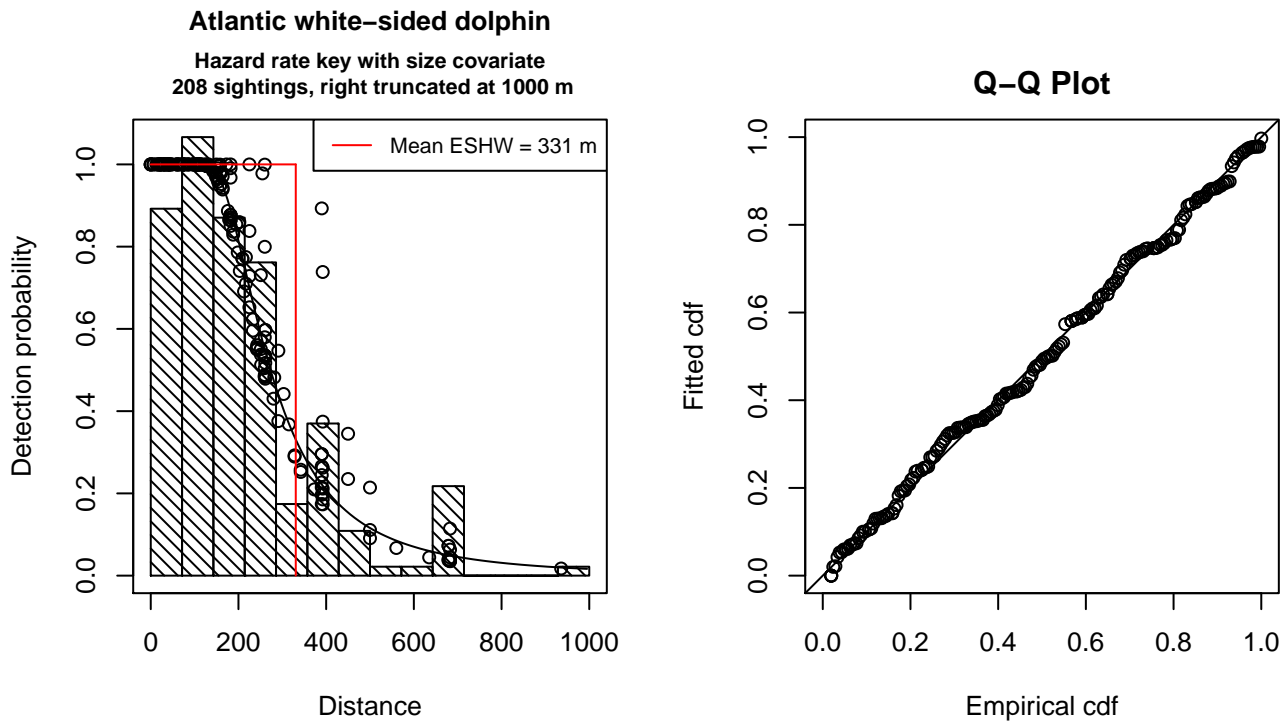 Atlantic white−sided dolphin
Hazard rate key with size covariate
208 sightings, right truncated at 1000 m
Mean ESHW = 331 m
Detection probability
0.0 0.2 0.4 0.6 0.8 1.0
0 200 400 600 800 1000
Distance
Q−Q Plot
Fitted cdf
0.0 0.2 0.4 0.6 0.8 1.0
0.0 0.2 0.4 0.6 0.8 1.0
Empirical cdf